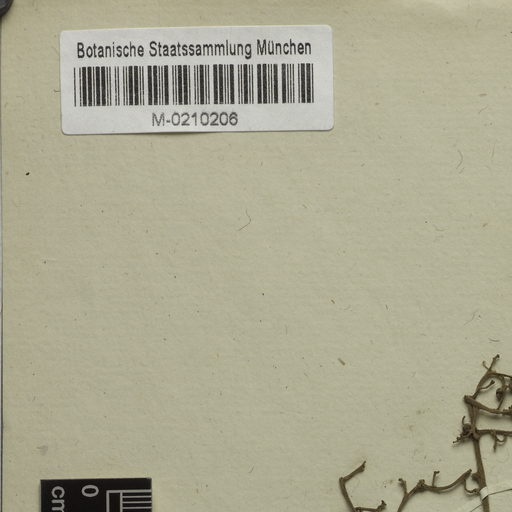 Botanische Staatssammlung München
M-0210206
cm
0